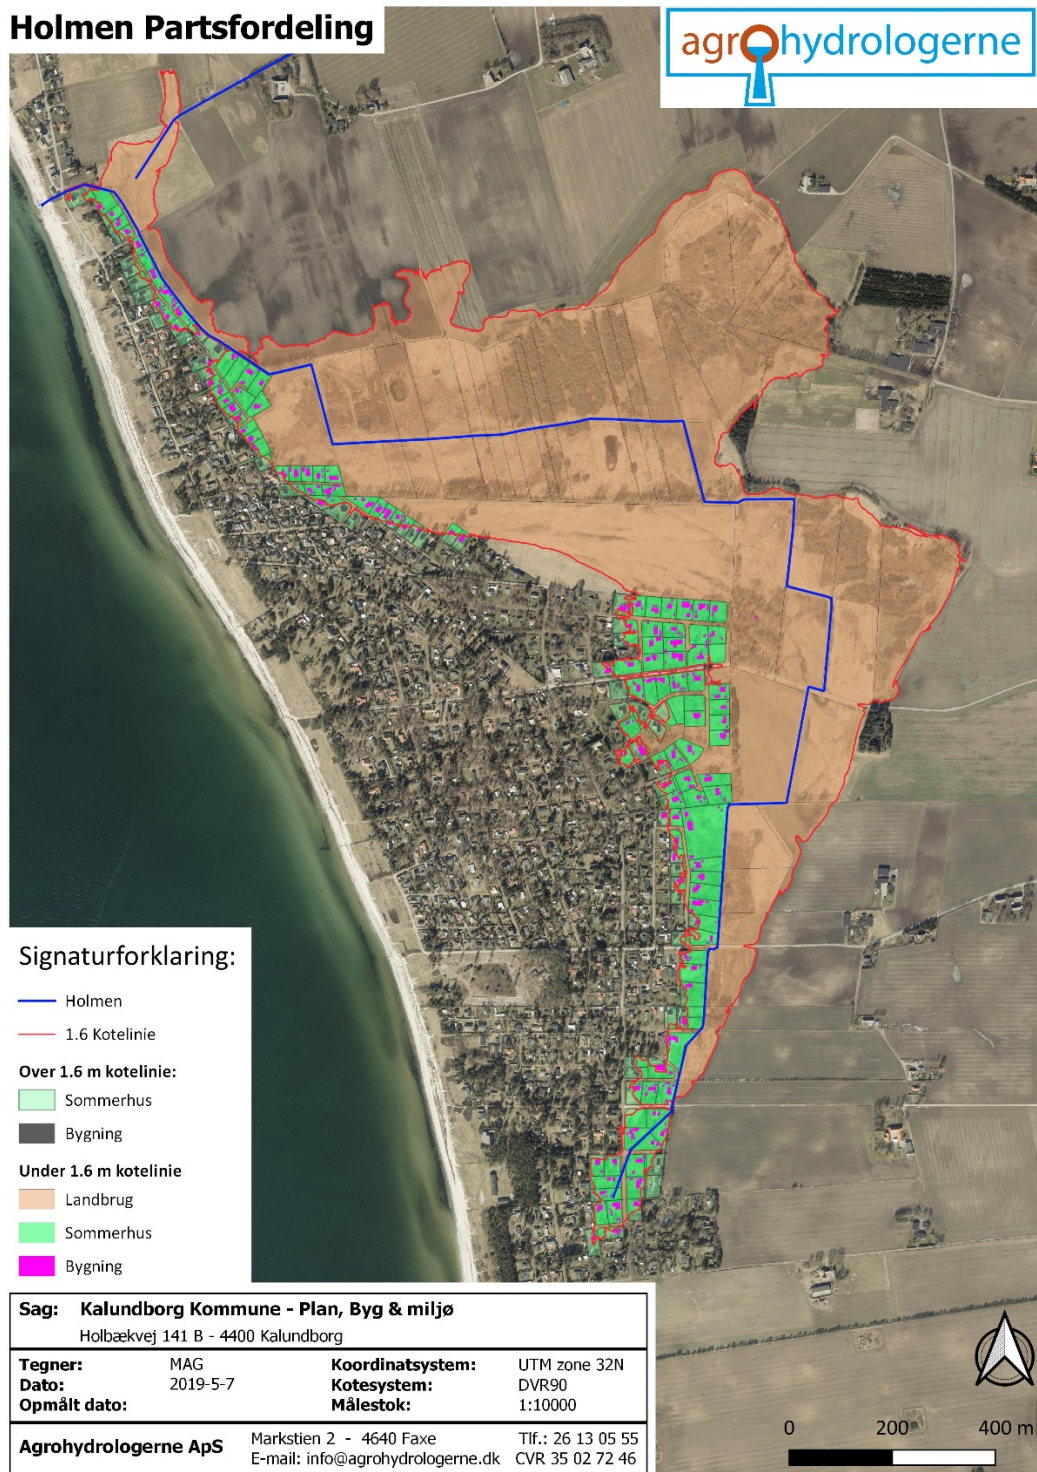 Holmen Partsfordeling
agrohydrologerne
Signaturforklaring:
Holmen
1.6 Kotelinie
Over 1.6 m kotelinie:
Sommerhus
Bygning
Under 1.6 m kotelinie
Landbrug
Sommerhus
Bygning
Sag: Kalundborg Kommune - Plan, Byg & miljø
Holbækvej 141 B - 4400 Kalundborg
Tegner: MAG Koordinatsystem: UTM zone 32N
Dato: 2019-5-7 Kotesystem: DVR90
Opmålt dato: Målestok: 1:10000
Agrohydrologerne ApS Markstien 2 - 4640 Faxe Tlf.: 26 13 05 55
E-mail: info@agrohydrologerne.dk CVR 35 02 72 46
0 200 400 m